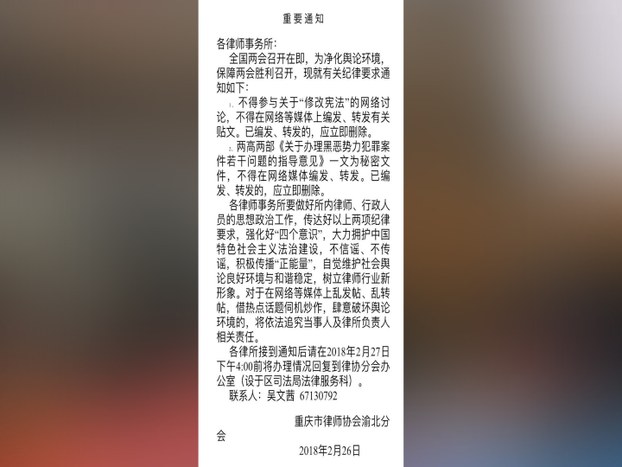 重要通知
各律师事务所：
全国两会召开在即，为净化舆论环境，
保障两会胜利召开，现就有关纪律要求通
知如下：
1. 不得参与关于“修改宪法”的网络讨
论，不得在网络等媒体上编发、转发有关
贴文。已编发、转发的，应立即删除。
2. 两高两部《关于办理黑恶势力犯罪案
件若干问题的指导意见》一文为秘密文
件，不得在网络媒体编发、转发。已编
发、转发的，应立即删除。
各律师事务所要做好所内律师、行政人
员的思想政治工作，传达好以上两项纪律
要求，强化好“四个意识”，大力拥护中国
特色社会主义法治建设，不信谣、不传
谣，积极传播“正能量”，自觉维护社会舆
论良好环境与和谐稳定，树立律师行业新
形象。对于在网络等媒体上乱发帖、乱转
帖，借热点话题伺机炒作，肆意破坏舆论
环境的，将依法追究当事人及律所负责人
相关责任。
各律所接到通知后请在2018年2月27日
下午4:00前将办理情况回复到律协分会办
公室（设于区司法局法律服务科）。
联系人：吴文茜 67130792
重庆市律师协会渝北分
会
2018年2月26日